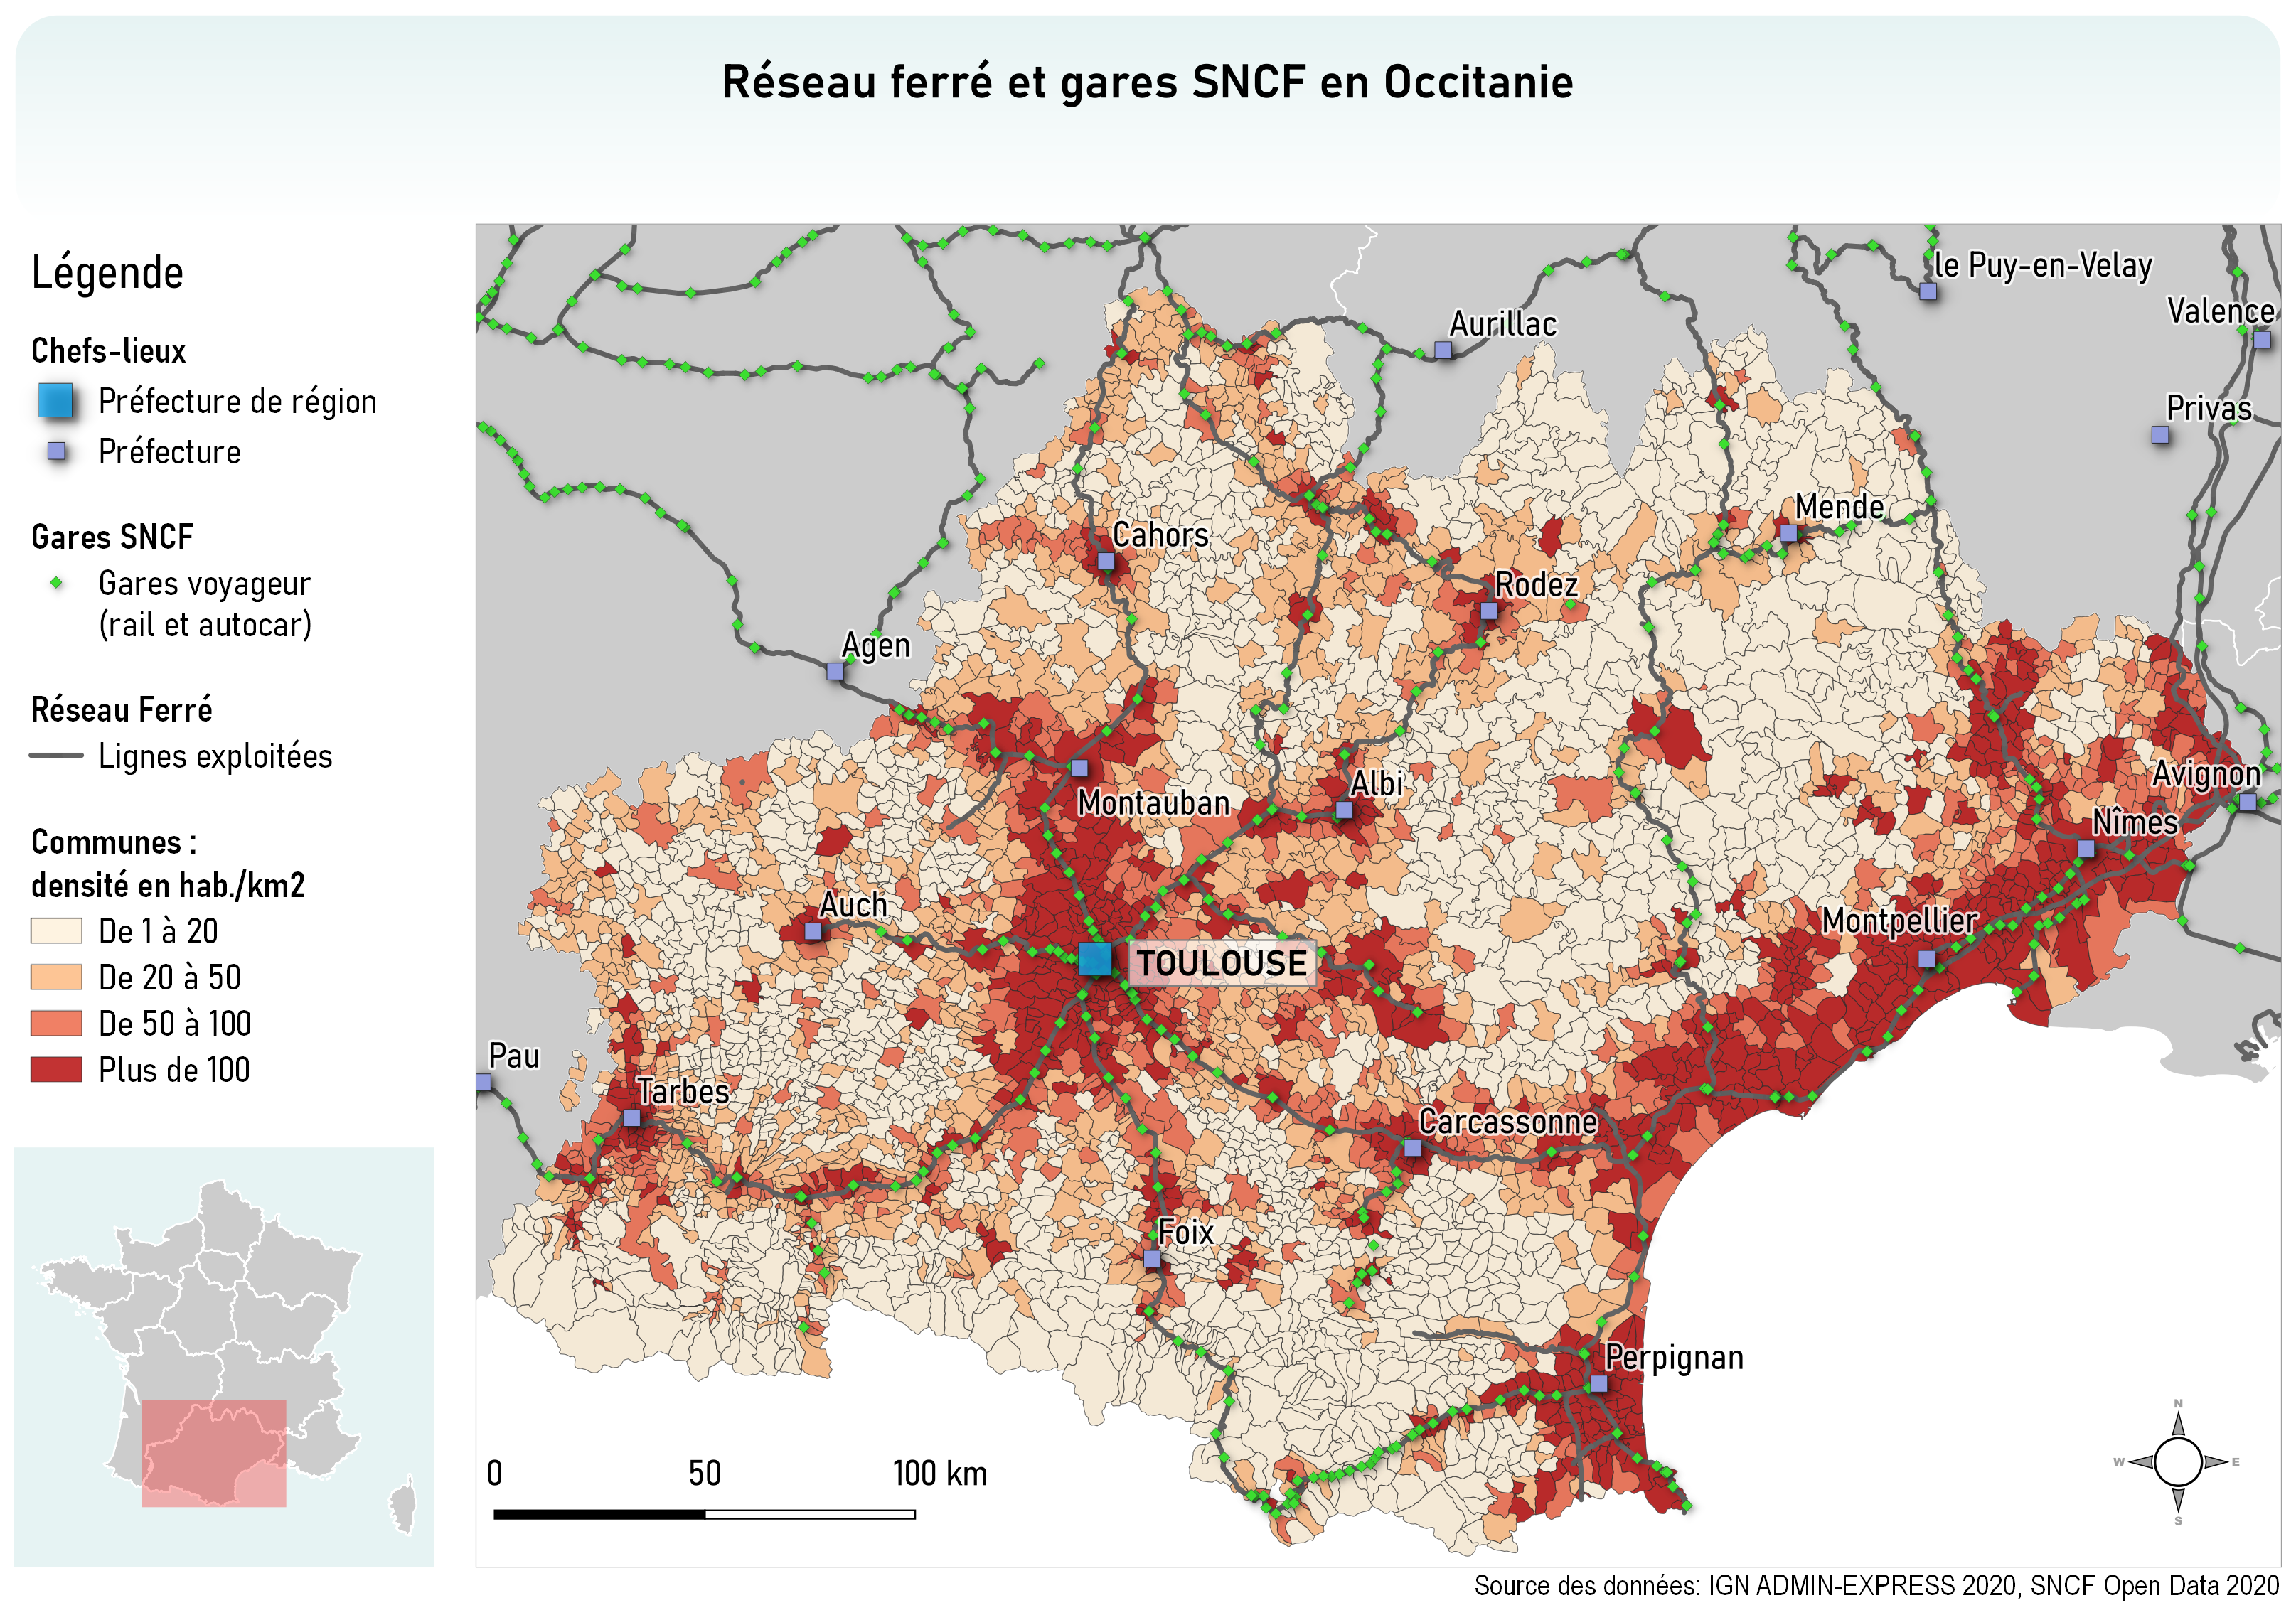 Réseau ferré et gares SNCF en Occitanie
Légende
Chefs-lieux
Préfecture de région
Préfecture
Gares SNCF
Gares voyageur
(rail et autocar)
Réseau Ferré
Lignes exploitées
Communes :
densité en hab./km2
De 1 à 20
De 20 à 50
De 50 à 100
Plus de 100
le Puy-en-Velay
Valence
Aurillac
Privas
Mende
Cahors
Rodez
Agen
Avignon
Albi
Montauban
Nîmes
Auch
Montpellier
TOULOUSE
Pau
Tarbes
Carcassonne
Foix
Perpignan
0 50 100 km
N
W E
S
Source des données: IGN ADMIN-EXPRESS 2020, SNCF Open Data 2020